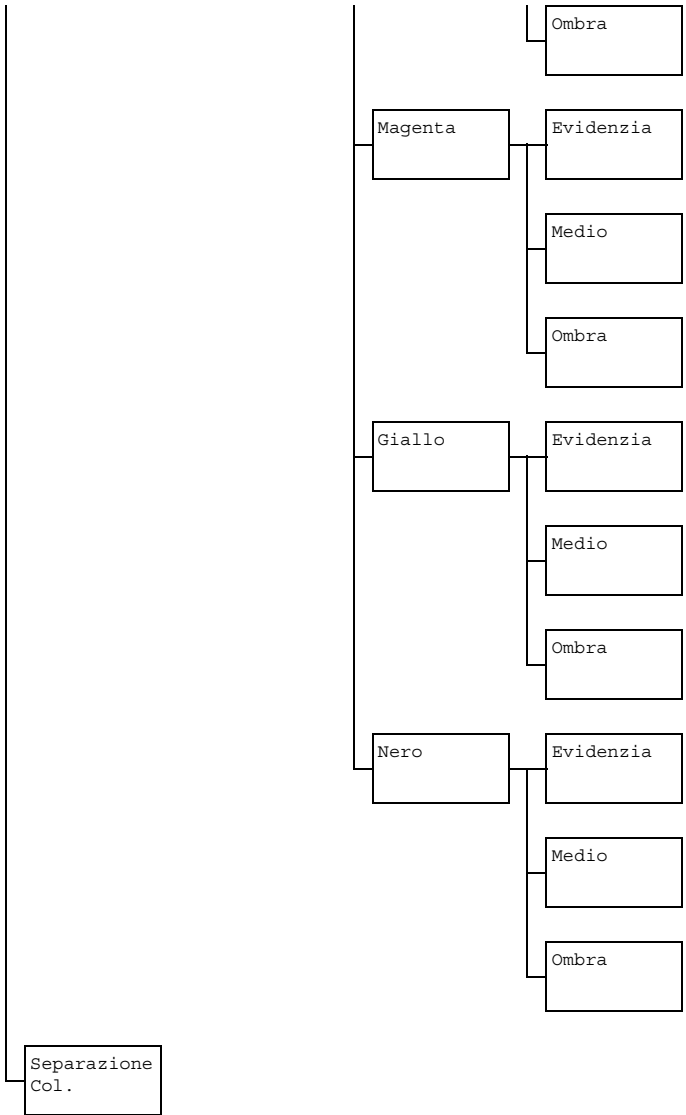 Ombra
Magenta
Evidenzia
Medio
Ombra
Giallo
Evidenzia
Medio
Ombra
Nero
Evidenzia
Medio
Ombra
Separazione
Col.